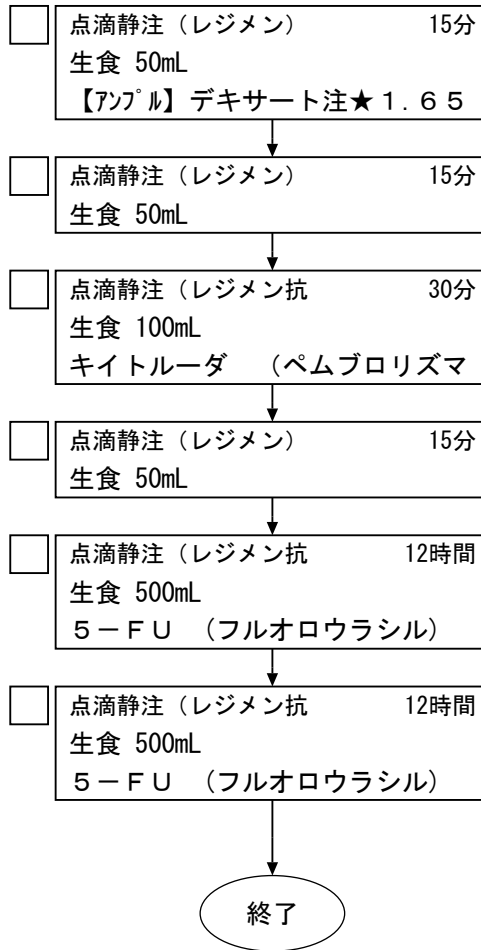 点滴静注（レジメン） 15分
生食 50mL
【ｱﾝﾌﾟﾙ】デキサート注★１.６５
点滴静注（レジメン） 15分
生食 50mL
点滴静注（レジメン抗 30分
生食 100mL
キイトルーダ　（ペムブロリズマ
点滴静注（レジメン） 15分
生食 50mL
点滴静注（レジメン抗 12時間
生食 500mL
５－ＦＵ　（フルオロウラシル）
点滴静注（レジメン抗 12時間
生食 500mL
５－ＦＵ　（フルオロウラシル）
終了